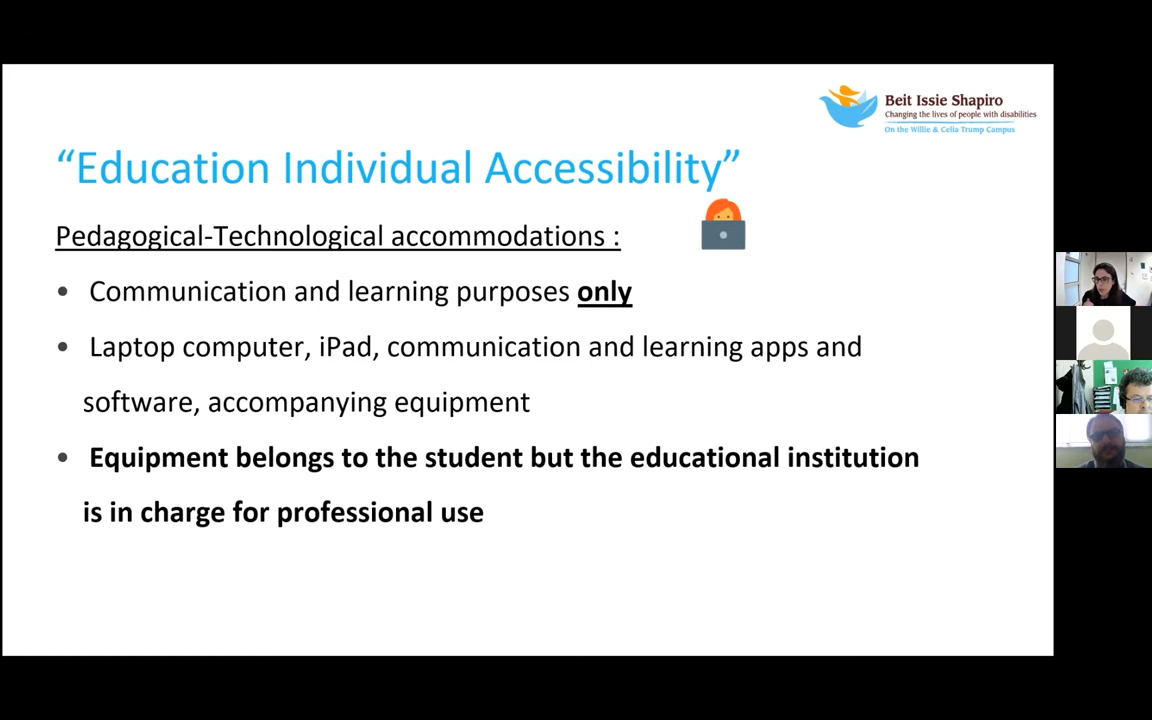 Beit Issie Shapiro
Changing the lives of people with disabilities
On the Willie & Celia Trump Campus
“Education Individual Accessibility”
Pedagogical-Technological accommodations :
• Communication and learning purposes only
• Laptop computer, iPad, communication and learning apps and
software, accompanying equipment
• Equipment belongs to the student but the educational institution
is in charge for professional use